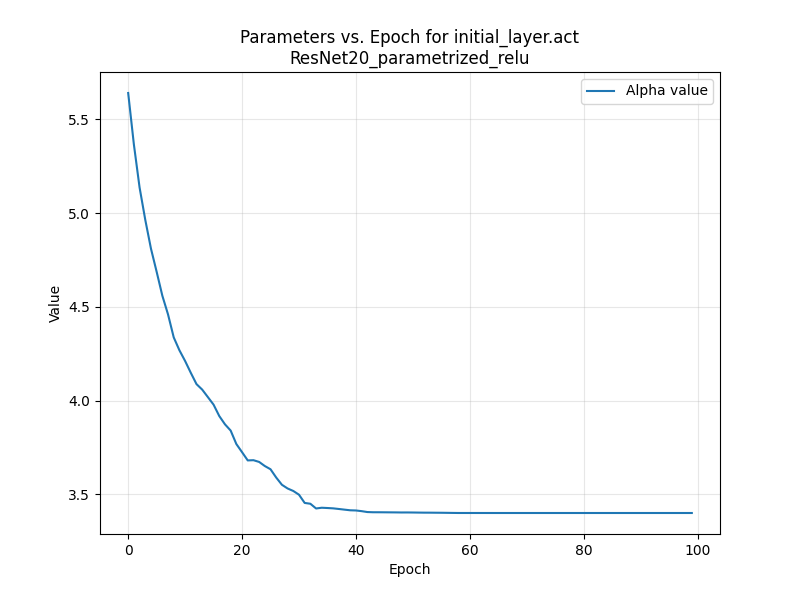 Parameters vs. Epoch for initial_layer.act
ResNet20_parametrized_relu
Alpha value
5.5
5.0
4.5
4.0
3.5
Value
0 20 40 60 80 100
Epoch